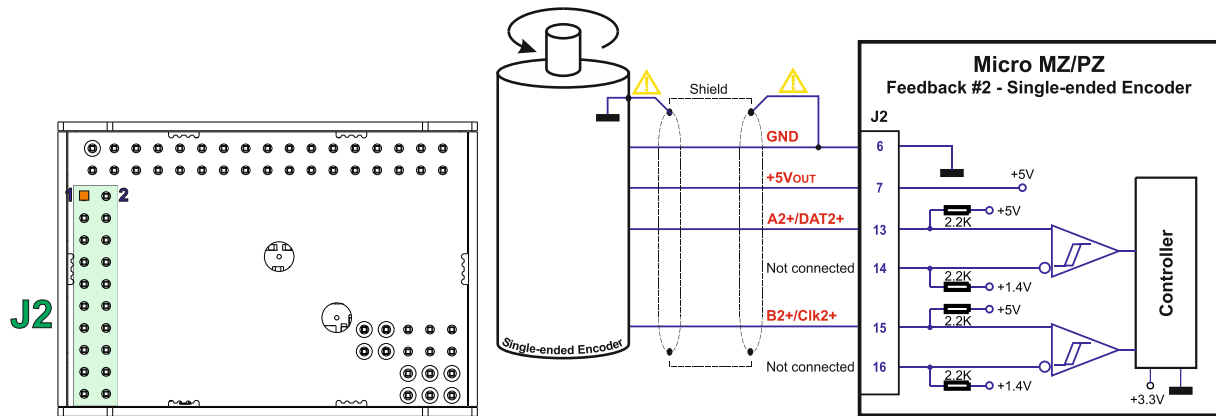 J2
1
2
Single-ended Encoder
Shield
GND
+5VOUT
A2+/DAT2+
Not connected
B2+/Clk2+
Not connected
Micro MZ/PZ
Feedback #2 - Single-ended Encoder
J2
6
7
+5V
13
2.2K
+5V
14
2.2K
+1.4V
15
2.2K
+5V
16
2.2K
+1.4V
Controller
+3.3V